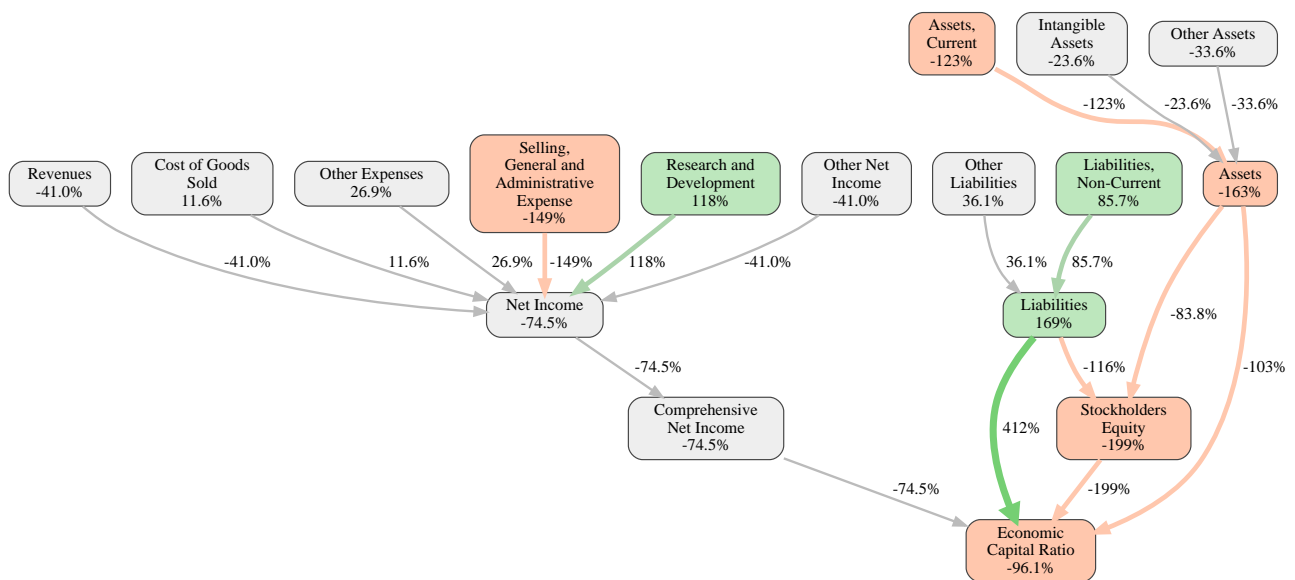 Assets,
Current
-123%
Intangible
Assets
-23.6%
Other Assets
-33.6%
-123%
-23.6%
-33.6%
Revenues
-41.0%
Cost of Goods
Sold
11.6%
Other Expenses
26.9%
Selling,
General and
Administrative
Expense
-149%
Research and
Development
118%
Other Net
Income
-41.0%
Other
Liabilities
36.1%
Liabilities,
Non-Current
85.7%
Assets
-163%
-41.0%
11.6%
26.9%
-149%
118%
-41.0%
36.1%
85.7%
Net Income
-74.5%
Liabilities
169%
-83.8%
-74.5%
-116%
-103%
Comprehensive
Net Income
-74.5%
412%
Stockholders
Equity
-199%
-74.5%
-199%
Economic
Capital Ratio
-96.1%